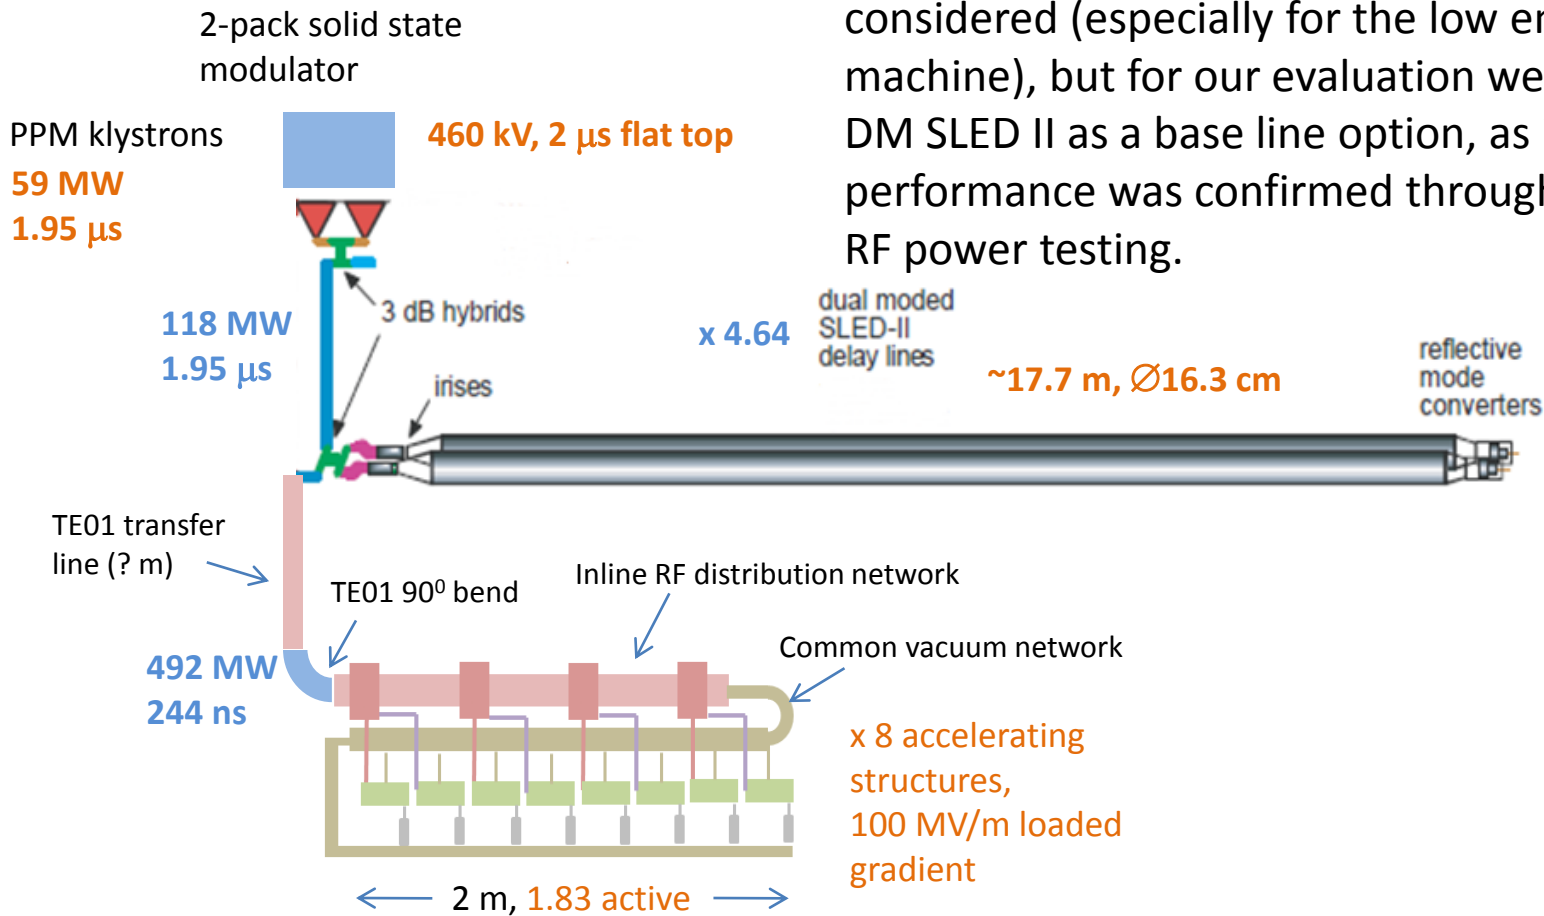 2-pack solid state
modulator
considered (especially for the low
machine), but for our evaluation we
DM SLED II as a base line option, as
performance was confirmed through
RF power testing.
PPM klystrons
59 MW
1.95 μs
460 kV, 2 μs flat top
118 MW
1.95 μs
3 dB hybrids
irises
x 4.64
dual moded
SLED-II
delay lines
~17.7 m, ∅16.3 cm
reflective
mode
converters
TE01 transfer
line (? m)
TE01 90⁰ bend
Inline RF distribution network
Common vacuum network
492 MW
244 ns
x 8 accelerating
structures,
100 MV/m loaded
gradient
2 m, 1.83 active